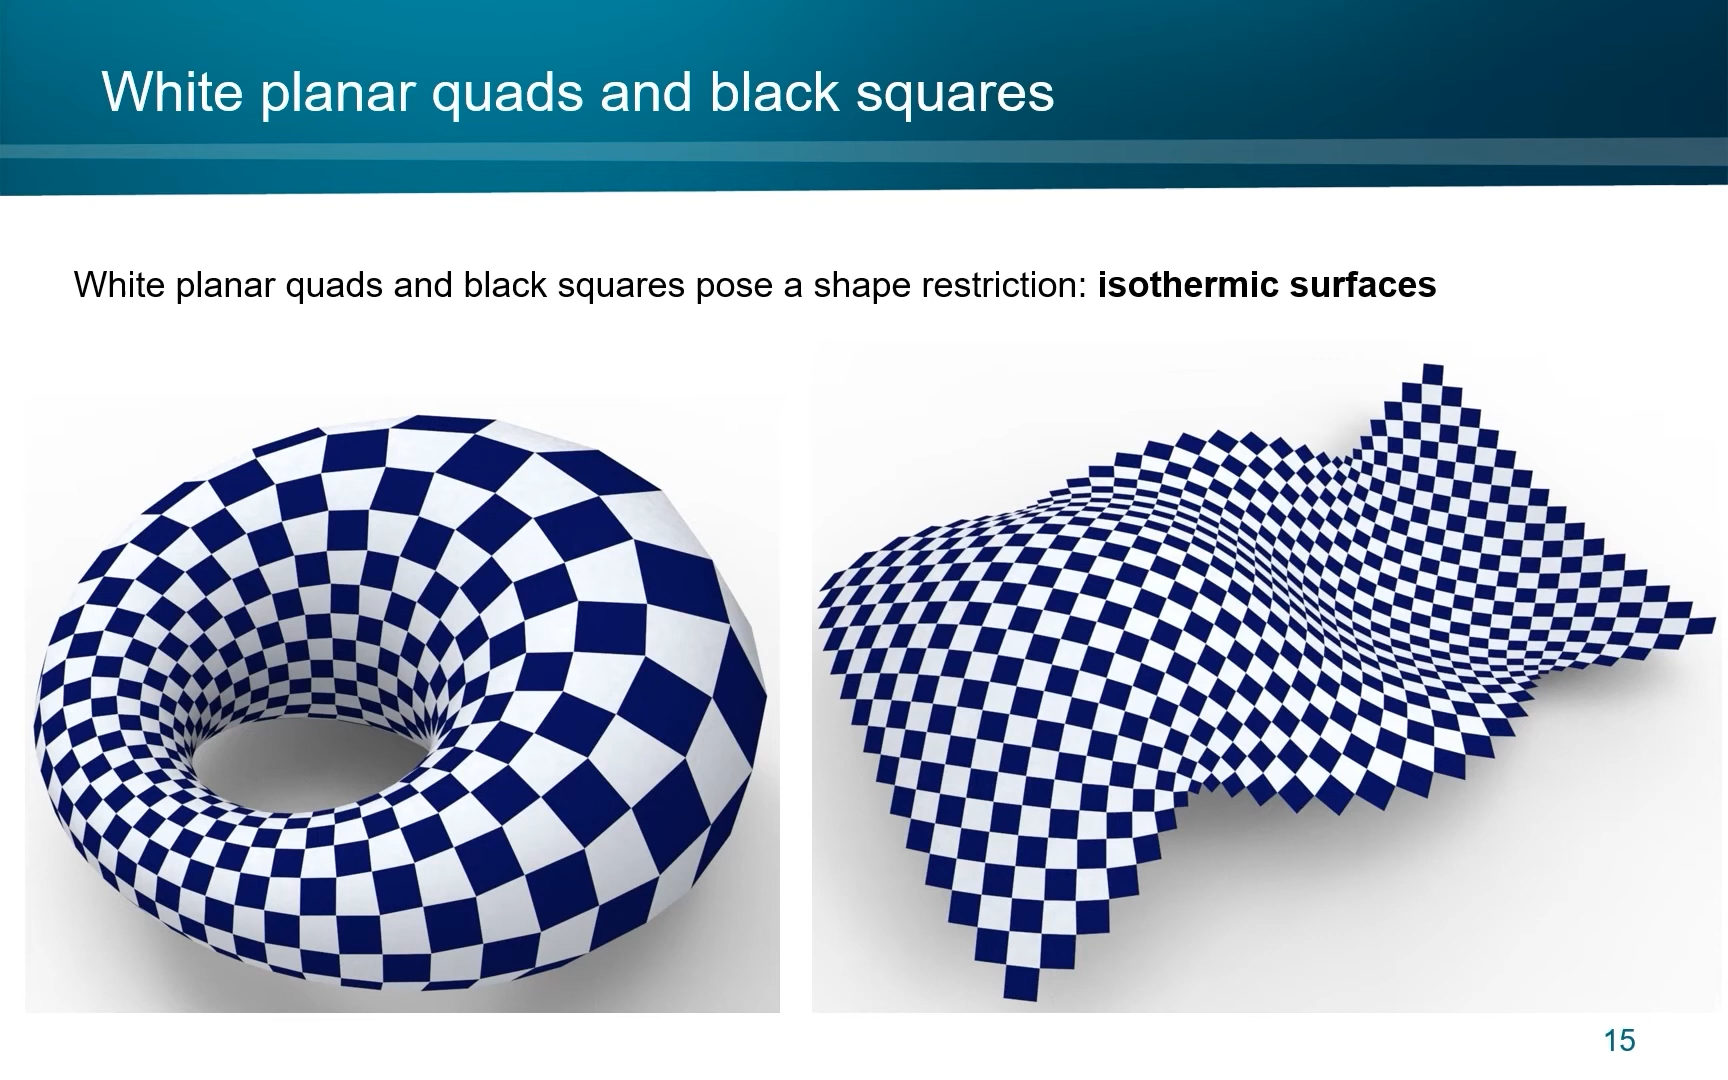 White planar quads and black squares
White planar quads and black squares pose a shape restriction: isothermic surfaces
15